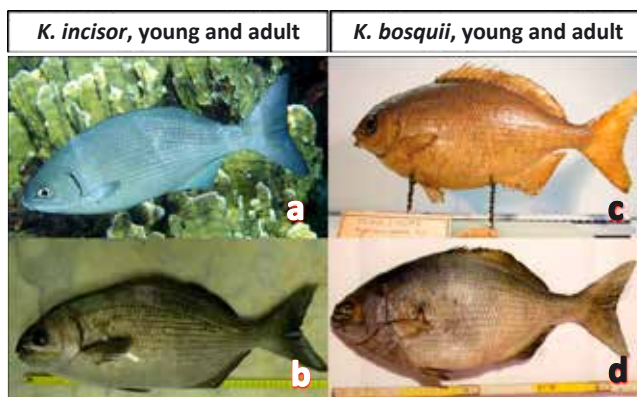 K. incisor, young and adult
K. bosquii, young and adult
a
c
b
d